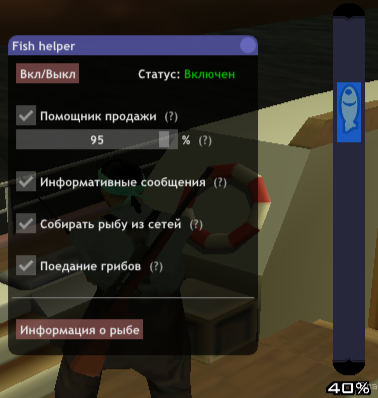 Fish helper
Вкл/Выкл Статус: Включен
Помощник продажи (?)
95 % (?)
Информативные сообщения (?)
Собирать рыбу из сетей (?)
Поедание грибов (?)
Информация о рыбе
40%